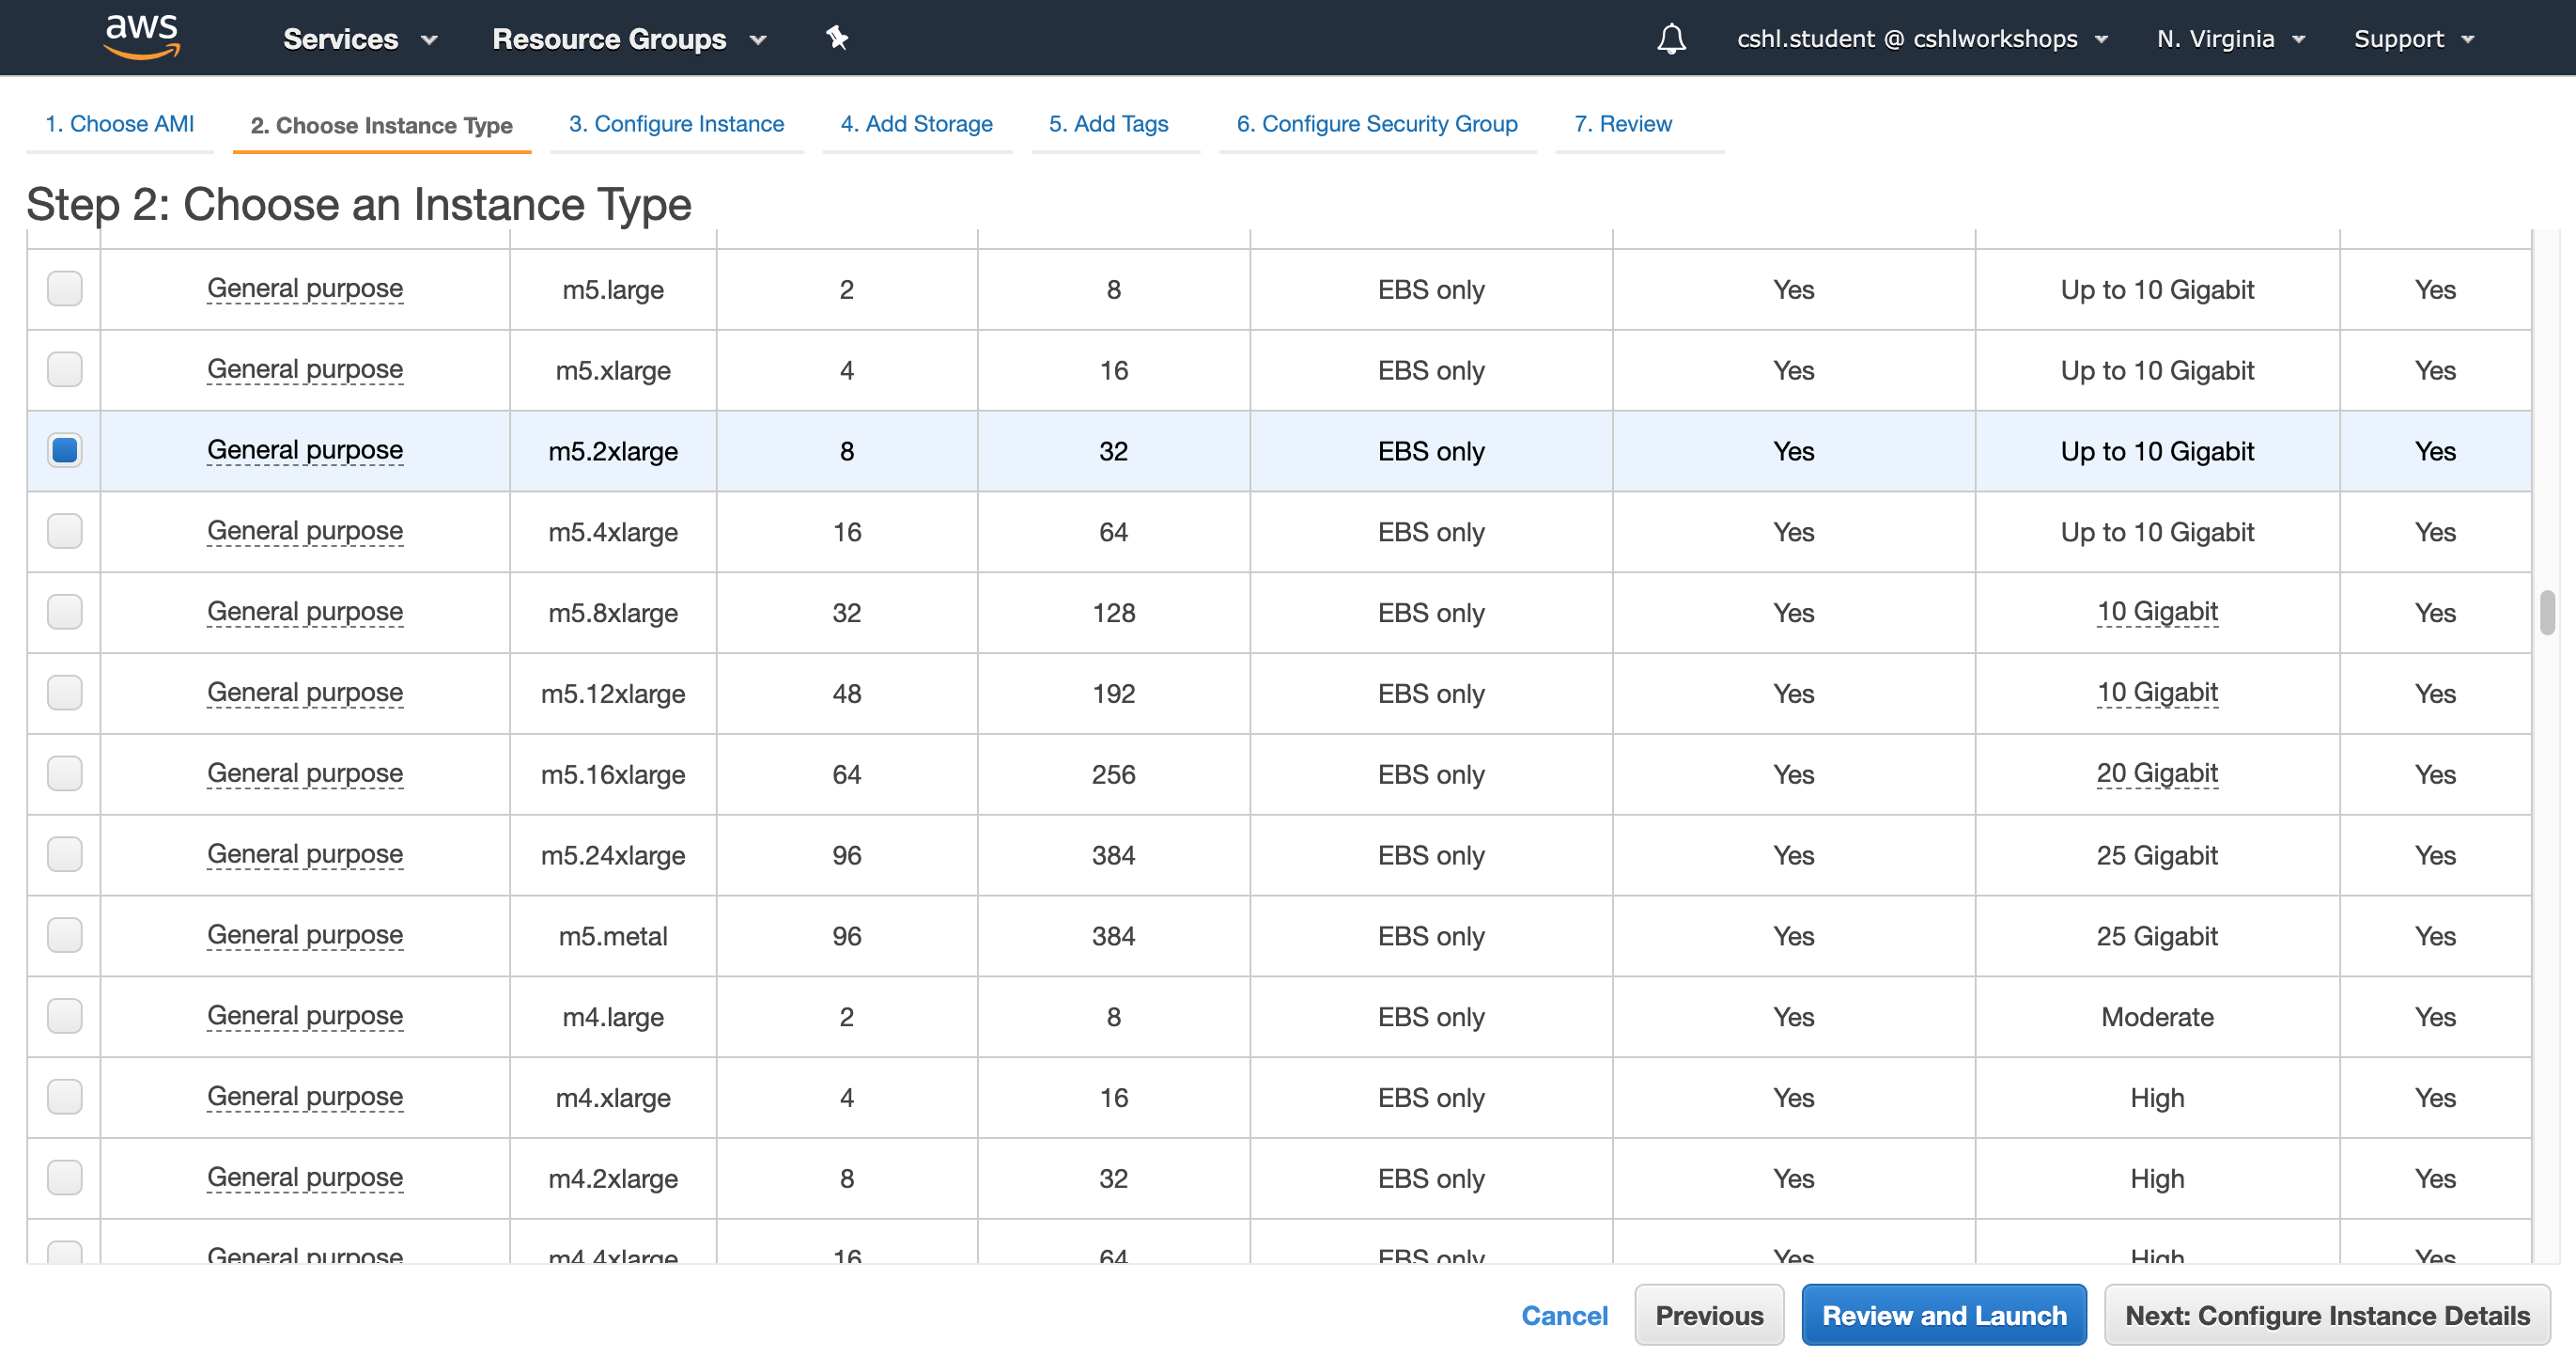 aws Services Resource Groups cshl.student @ cshlworkshops N. Virginia Support
1. Choose AMI 2. Choose Instance Type 3. Configure Instance 4. Add Storage 5. Add Tags 6. Configure Security Group 7. Review
Step 2: Choose an Instance Type
General purpose m5.large 2 8 EBS only Yes Up to 10 Gigabit Yes
General purpose m5.xlarge 4 16 EBS only Yes Up to 10 Gigabit Yes
General purpose m5.2xlarge 8 32 EBS only Yes Up to 10 Gigabit Yes
General purpose m5.4xlarge 16 64 EBS only Yes Up to 10 Gigabit Yes
General purpose m5.8xlarge 32 128 EBS only Yes 10 Gigabit Yes
General purpose m5.12xlarge 48 192 EBS only Yes 10 Gigabit Yes
General purpose m5.16xlarge 64 256 EBS only Yes 20 Gigabit Yes
General purpose m5.24xlarge 96 384 EBS only Yes 25 Gigabit Yes
General purpose m5.metal 96 384 EBS only Yes 25 Gigabit Yes
General purpose m4.large 2 8 EBS only Yes Moderate Yes
General purpose m4.xlarge 4 16 EBS only Yes High Yes
General purpose m4.2xlarge 8 32 EBS only Yes High Yes
General purpose m4.4xlarge 16 64 EBS only Yes High Yes
Cancel Previous Review and Launch Next: Configure Instance Details